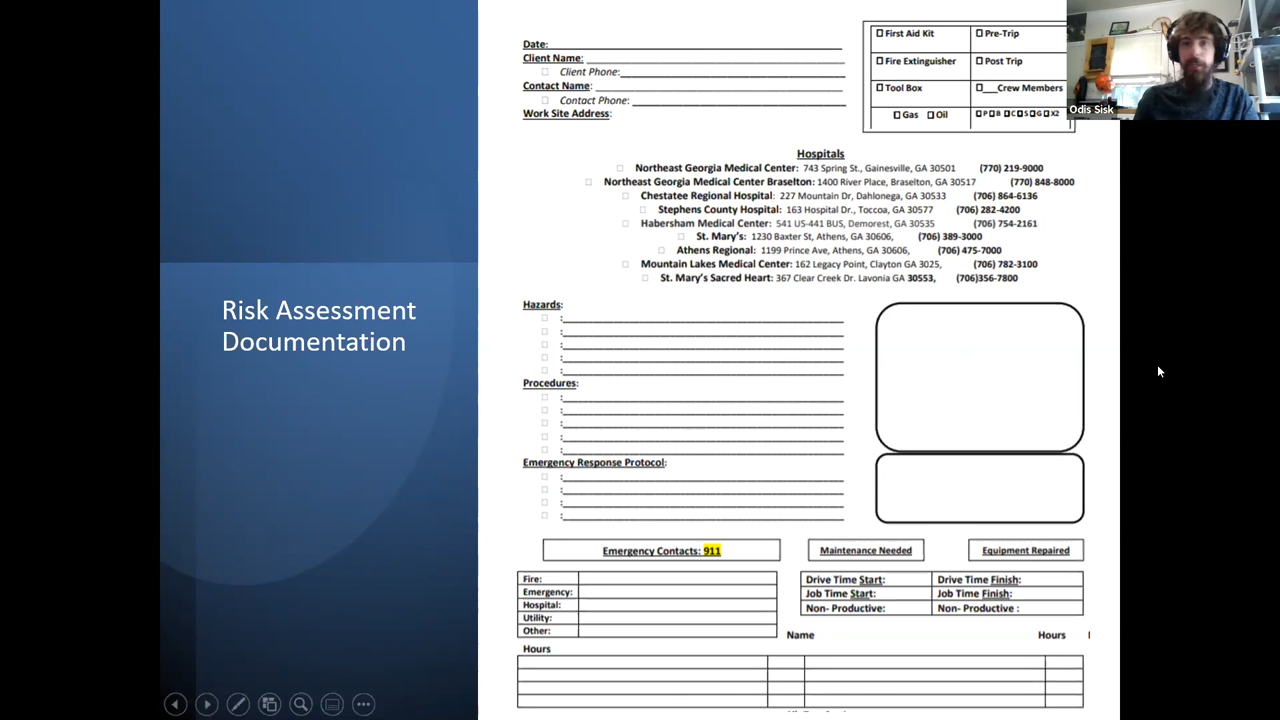 Risk Assessment
Documentation
Date:
Client Name:
Client Phone:
Contact Name:
Contact Phone:
Work Site Address:
First Aid Kit
Pre-Trip
Fire Extinguisher
Post Trip
Tool Box
___Crew Members
Gas Oil
P B C S G X2
Odis Sisk
Hospitals
Northeast Georgia Medical Center: 743 Spring St., Gainesville, GA 30501 (770) 219-9000
Northeast Georgia Medical Center Braselton: 1400 River Place, Braselton, GA 30517 (770) 848-8000
Chestatee Regional Hospital: 227 Mountain Dr, Dahlonega, GA 30533 (706) 864-6136
Stephens County Hospital: 163 Hospital Dr., Toccoa, GA 30577 (706) 282-4200
Habersham Medical Center: 541 US-441 BUS, Demorest, GA 30535 (706) 754-2161
St. Mary's: 1230 Baxter St, Athens, GA 30606, (706) 389-3000
Athens Regional: 1199 Prince Ave, Athens, GA 30606, (706) 475-7000
Mountain Lakes Medical Center: 162 Legacy Point, Clayton GA 3025, (706) 782-3100
St. Mary's Sacred Heart: 367 Clear Creek Dr. Lavonia GA 30553, (706)356-7800
Hazards:
:
:
:
:
:
Procedures:
:
:
:
:
:
Emergency Response Protocol:
:
:
:
:
Emergency Contacts: 911
Maintenance Needed
Equipment Repaired
Fire:
Emergency:
Hospital:
Utility:
Other:
Drive Time Start: Drive Time Finish:
Job Time Start: Job Time Finish:
Non- Productive: Non- Productive :
Name Hours
Hours